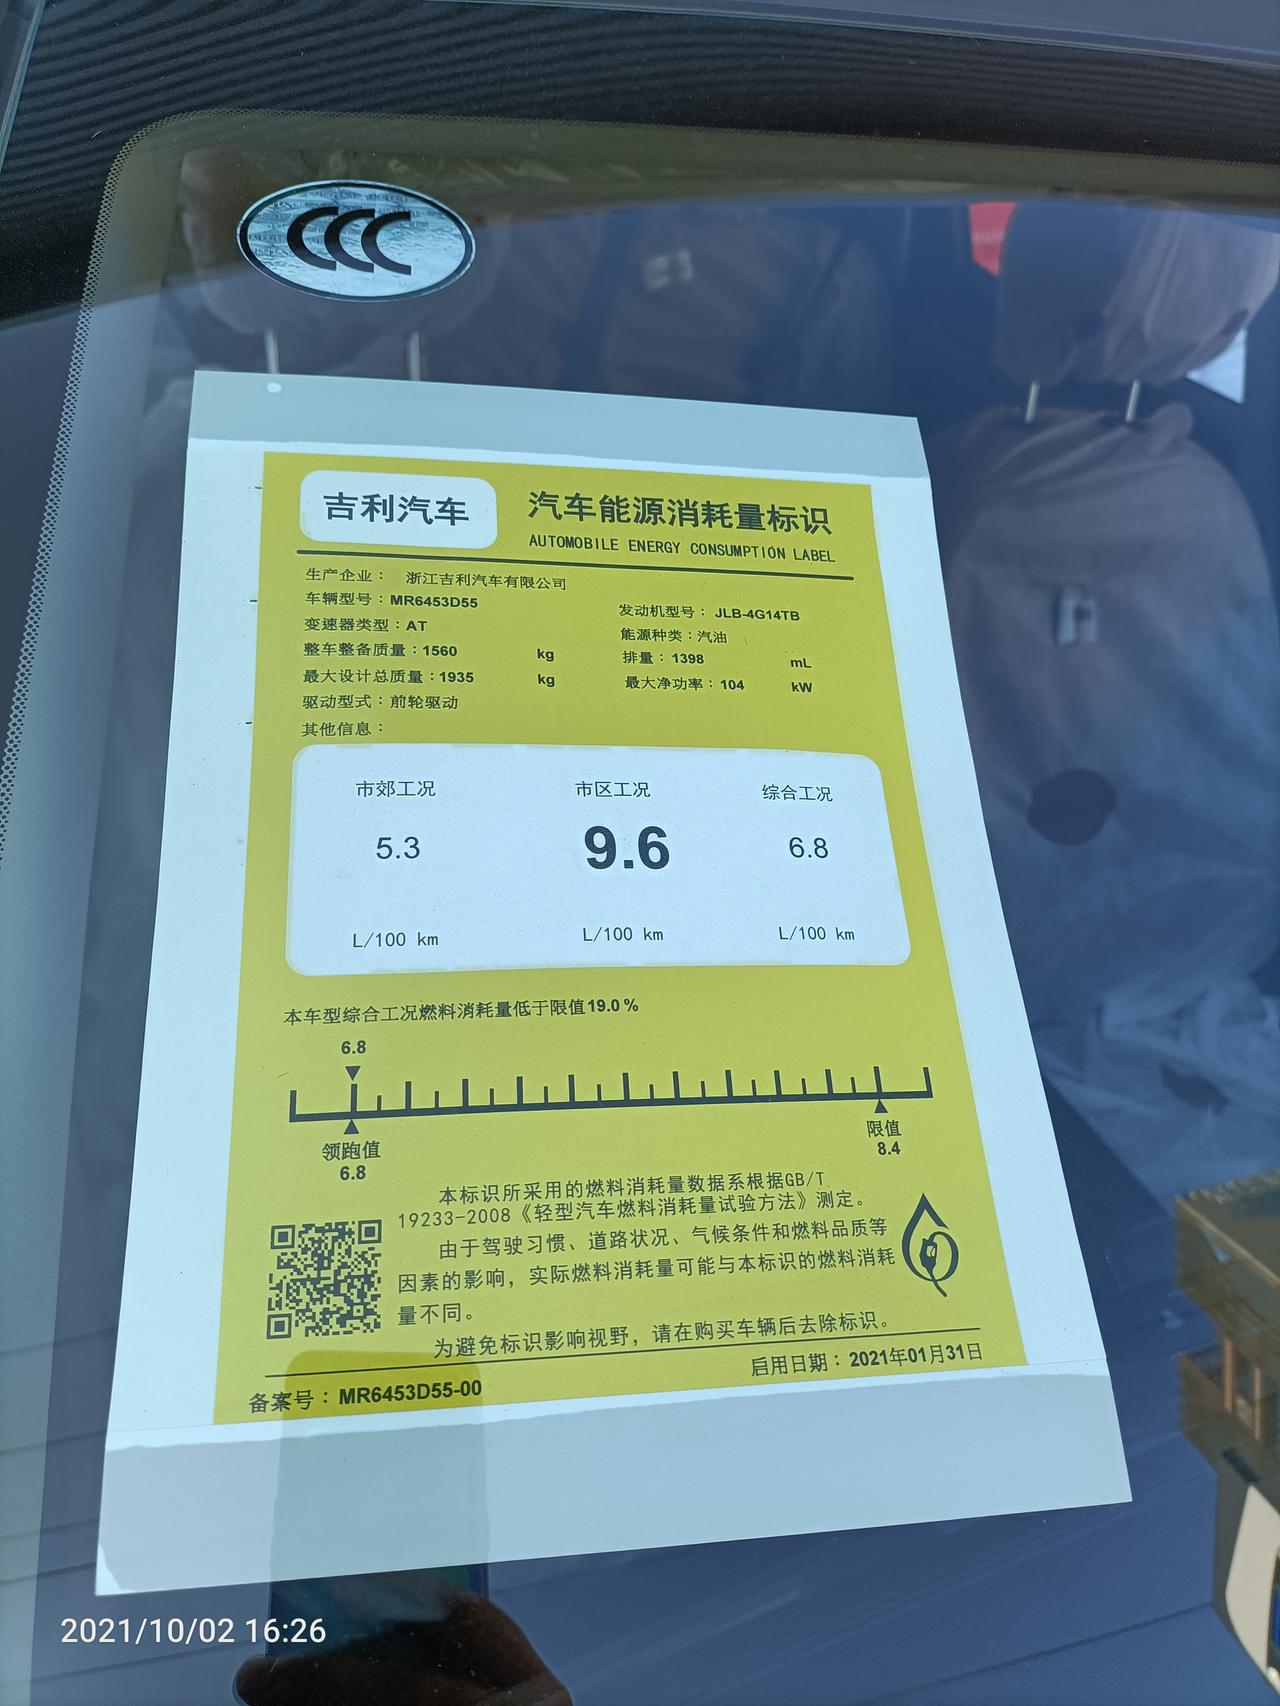 CCC
吉利汽车
汽车能源消耗量标识
AUTOMOBILE ENERGY CONSUMPTION LABEL
生产企业： 浙江吉利汽车有限公司
车辆型号：MR6453D55
发动机型号： JLB-4G14TB
变速器类型：AT
能源种类：汽油
整车整备质量：1560 kg
排量：1398 mL
最大设计总质量：1935 kg
最大净功率：104 kW
驱动型式：前轮驱动
其他信息：
市郊工况 市区工况 综合工况
5.3 9.6 6.8
L/100 km L/100 km L/100 km
本车型综合工况燃料消耗量低于限值19.0%
6.8
领跑值 限值
6.8 8.4
本标识所采用的燃料消耗量数据系根据GB/T
19233-2008《轻型汽车燃料消耗量试验方法》测定。
由于驾驶习惯、道路状况、气候条件和燃料品质等
因素的影响，实际燃料消耗量可能与本标识的燃料消耗
量不同。
为避免标识影响视野，请在购买车辆后去除标识。
备案号：MR6453D55-00
启用日期：2021年01月31日
2021/10/02 16:26